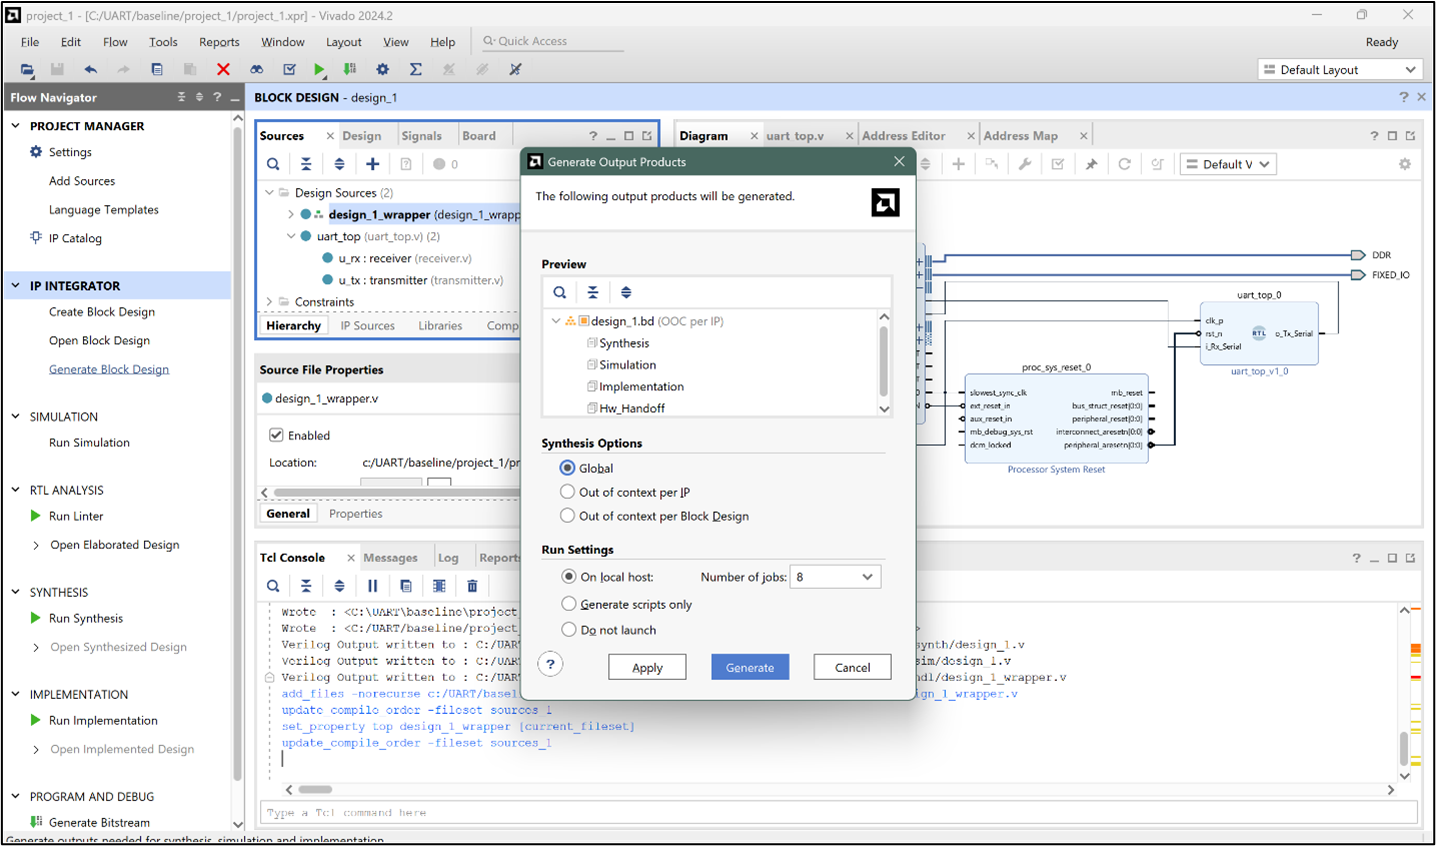 project_1 - [C:/UART/baseline/project_1/project_1.xpr] - Vivado 2024.2
File Edit Flow Tools Reports Window Layout View Help Quick Access Ready
Default Layout
Flow Navigator
PROJECT MANAGER
Settings
Add Sources
Language Templates
IP Catalog
IP INTEGRATOR
Create Block Design
Open Block Design
Generate Block Design
SIMULATION
Run Simulation
RTL ANALYSIS
Run Linter
Open Elaborated Design
SYNTHESIS
Run Synthesis
Open Synthesized Design
IMPLEMENTATION
Run Implementation
Open Implemented Design
PROGRAM AND DEBUG
Generate Bitstream
Generate outputs needed for synthesis, simulation and implementation
BLOCK DESIGN - design_1
Sources Design Signals Board
0
Design Sources (2)
design_1_wrapper (design_1_wrapp
uart_top (uart_top.v) (2)
u_rx : receiver (receiver.v)
u_tx : transmitter (transmitter.v)
Constraints
Hierarchy IP Sources Libraries Comp
Source File Properties
design_1_wrapper.v
Enabled
Location: c:/UART/baseline/project_1/pr
General Properties
Diagram uart top.v Address Editor Address Map
Default V
DDR
FIXED_IO
uart_top_0
clk_p
rst_n RTL o_Tx_Serial
i_Rx_Serial
uart_top_v1_0
proc_sys_reset_0
slowest_sync_clk mb_reset
ext_reset_in bus_struct_reset[0:0]
aux_reset_in peripheral_reset[0:0]
mb_debug_sys_rst interconnect_aresetn[0:0]
dcm_locked peripheral_aresetn[0:0]
Processor System Reset
Generate Output Products
The following output products will be generated.
Preview
design_1.bd (OOC per IP)
Synthesis
Simulation
Implementation
Hw_Handoff
Synthesis Options
Global
Out of context per IP
Out of context per Block Design
Run Settings
On local host: Number of jobs: 8
Generate scripts only
Do not launch
? Apply Generate Cancel
Tcl Console Messages Log Reports
Wrote : <C:\UART\baseline\project_
Wrote : <C:/UART/baseline/project_
Verilog Output written to : C:/UART synth/design_1.v
Verilog Output written to : C:/UART sim/design_1.v
Verilog Output written to : C:/UART hdl/design_1_wrapper.v
add_files -norecurse c:/UART/basel ign_1_wrapper.v
update_compile_order -fileset sources_1
set_property top design_1_wrapper [current_fileset]
update_compile_order -fileset sources_1
Type a Tcl command here